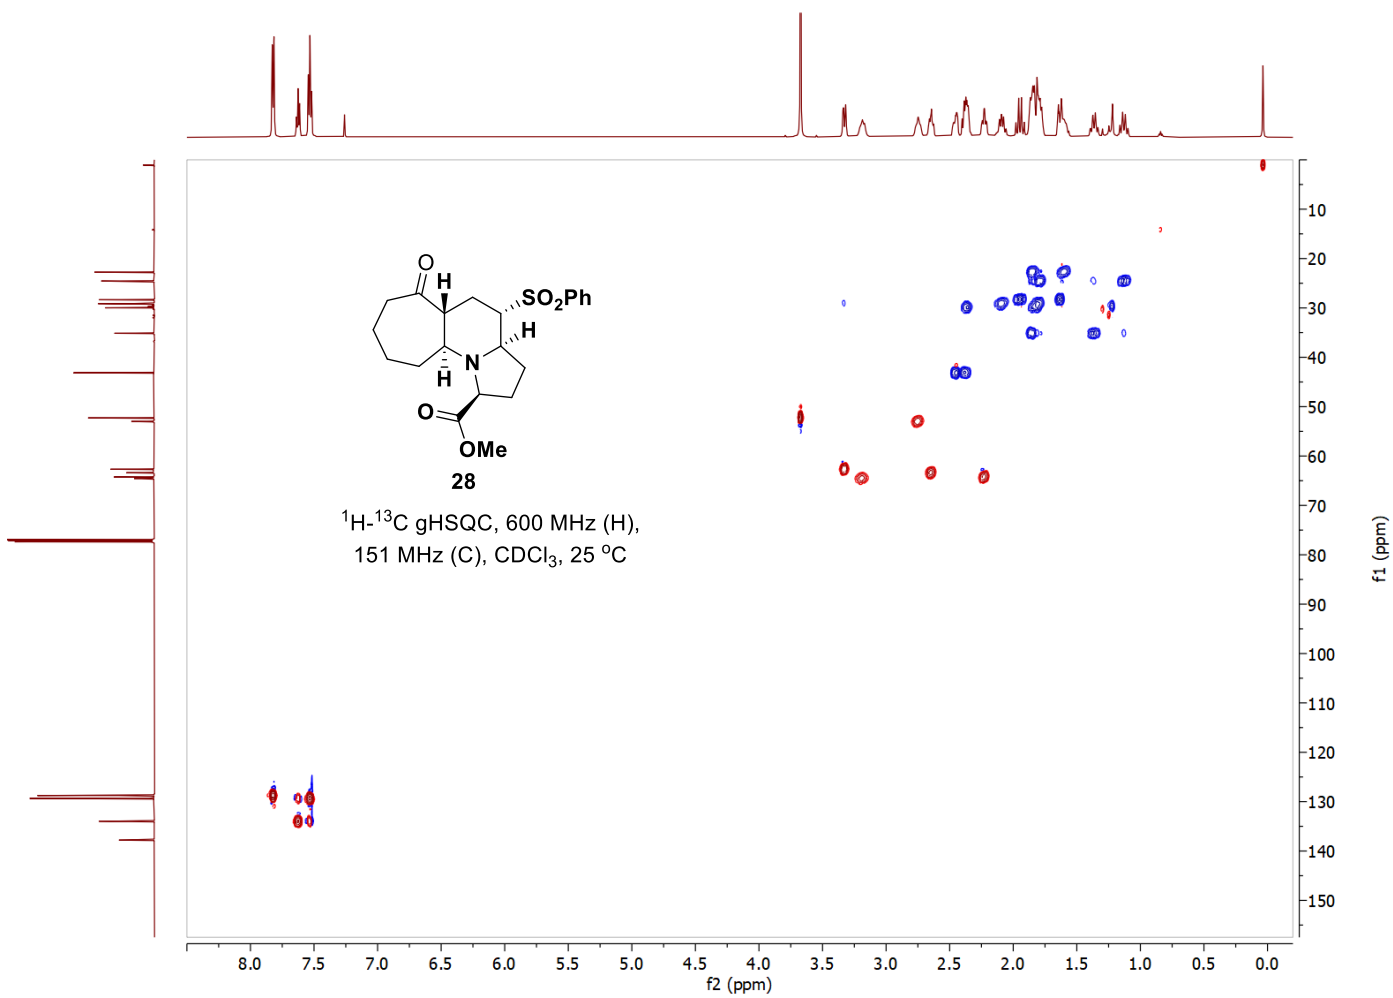 O
H
SO2Ph
H
N
H
O
OMe
28
1H-13C gHSQC, 600 MHz (H),
151 MHz (C), CDCl3, 25 oC
10
20
30
40
50
60
70
80
90
100
110
120
130
140
150
f1 (ppm)
8.0 7.5 7.0 6.5 6.0 5.5 5.0 4.5 4.0 3.5 3.0 2.5 2.0 1.5 1.0 0.5 0.0
f2 (ppm)